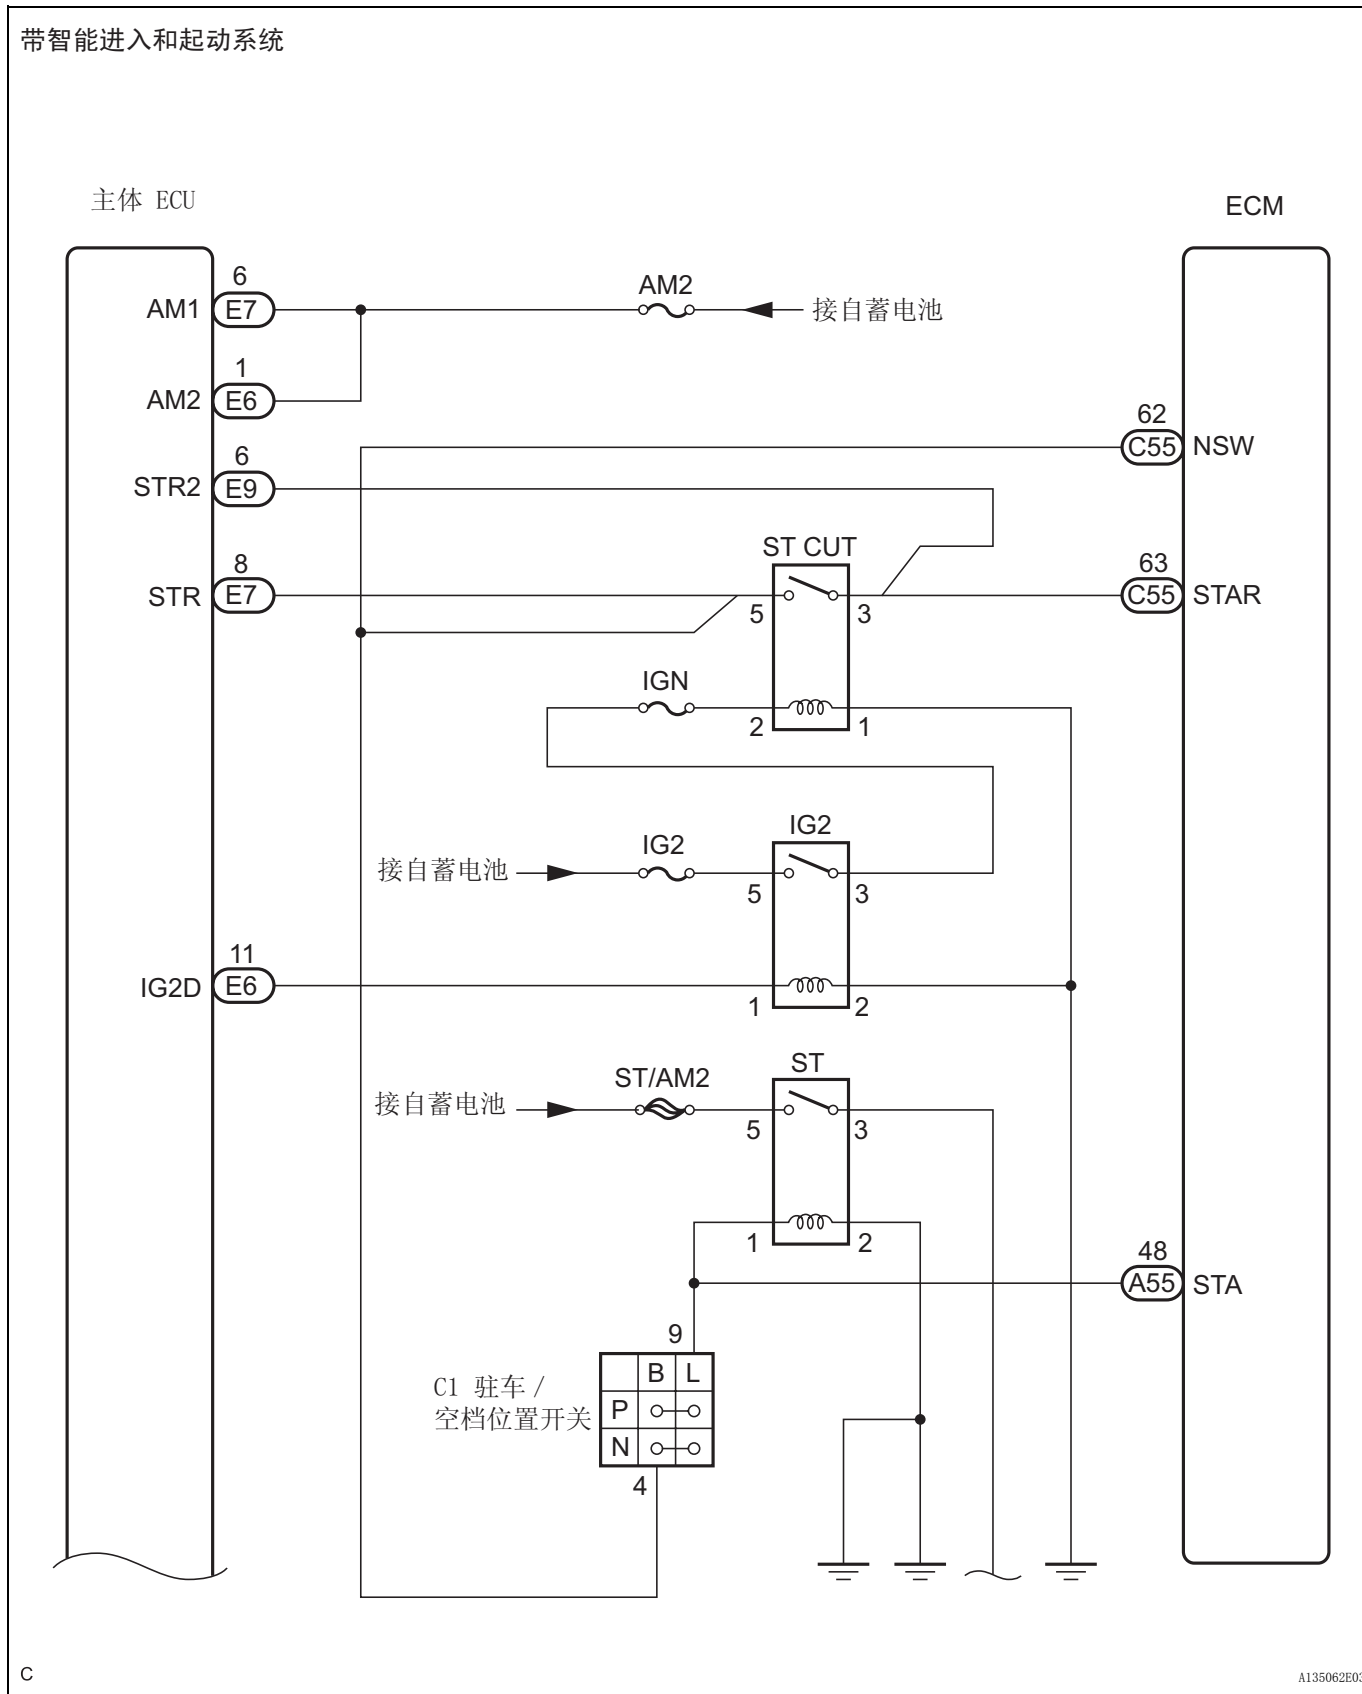 带智能进入和起动系统
主体 ECU
ECM
6
AM1 E7
AM2
接自蓄电池
1
AM2 E6
62
C55 NSW
6
STR2 E9
ST CUT
8
STR E7
5
3
63
C55 STAR
IGN
2
1
IG2
IG2
接自蓄电池
5
3
11
IG2D E6
1
2
ST/AM2
ST
接自蓄电池
5
3
1
2
48
A55 STA
9
B L
P
N
C1 驻车 /
空档位置开关
4
C
A135062E03